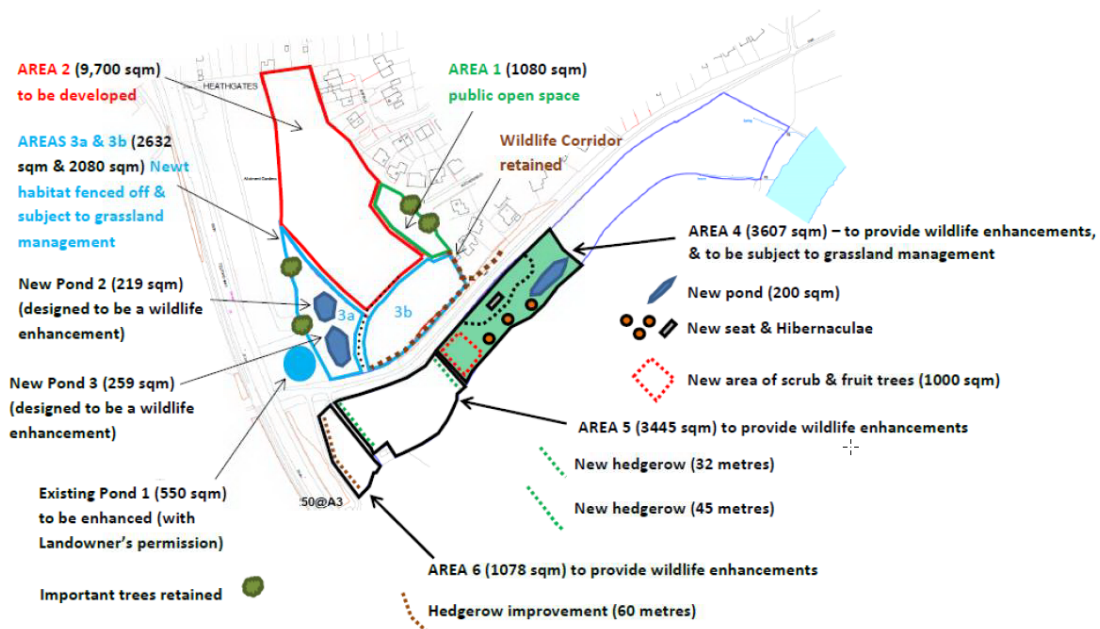 AREA 2 (9,700 sqm)
to be developed
HEATHGATES
AREA 1 (1080 sqm)
public open space
AREAS 3a & 3b (2632
sqm & 2080 sqm) Newt
habitat fenced off &
subject to grassland
management
Allotment Gardens
Wildlife Corridor
retained
AREA 4 (3607 sqm) – to provide wildlife enhancements,
& to be subject to grassland management
New Pond 2 (219 sqm)
(designed to be a wildlife
enhancement)
3a
3b
New pond (200 sqm)
New seat & Hibernaculae
New Pond 3 (259 sqm)
(designed to be a wildlife
enhancement)
New area of scrub & fruit trees (1000 sqm)
AREA 5 (3445 sqm) to provide wildlife enhancements
New hedgerow (32 metres)
Existing Pond 1 (550 sqm)
to be enhanced (with
Landowner's permission)
50@A3
New hedgerow (45 metres)
AREA 6 (1078 sqm) to provide wildlife enhancements
Important trees retained
Hedgerow improvement (60 metres)